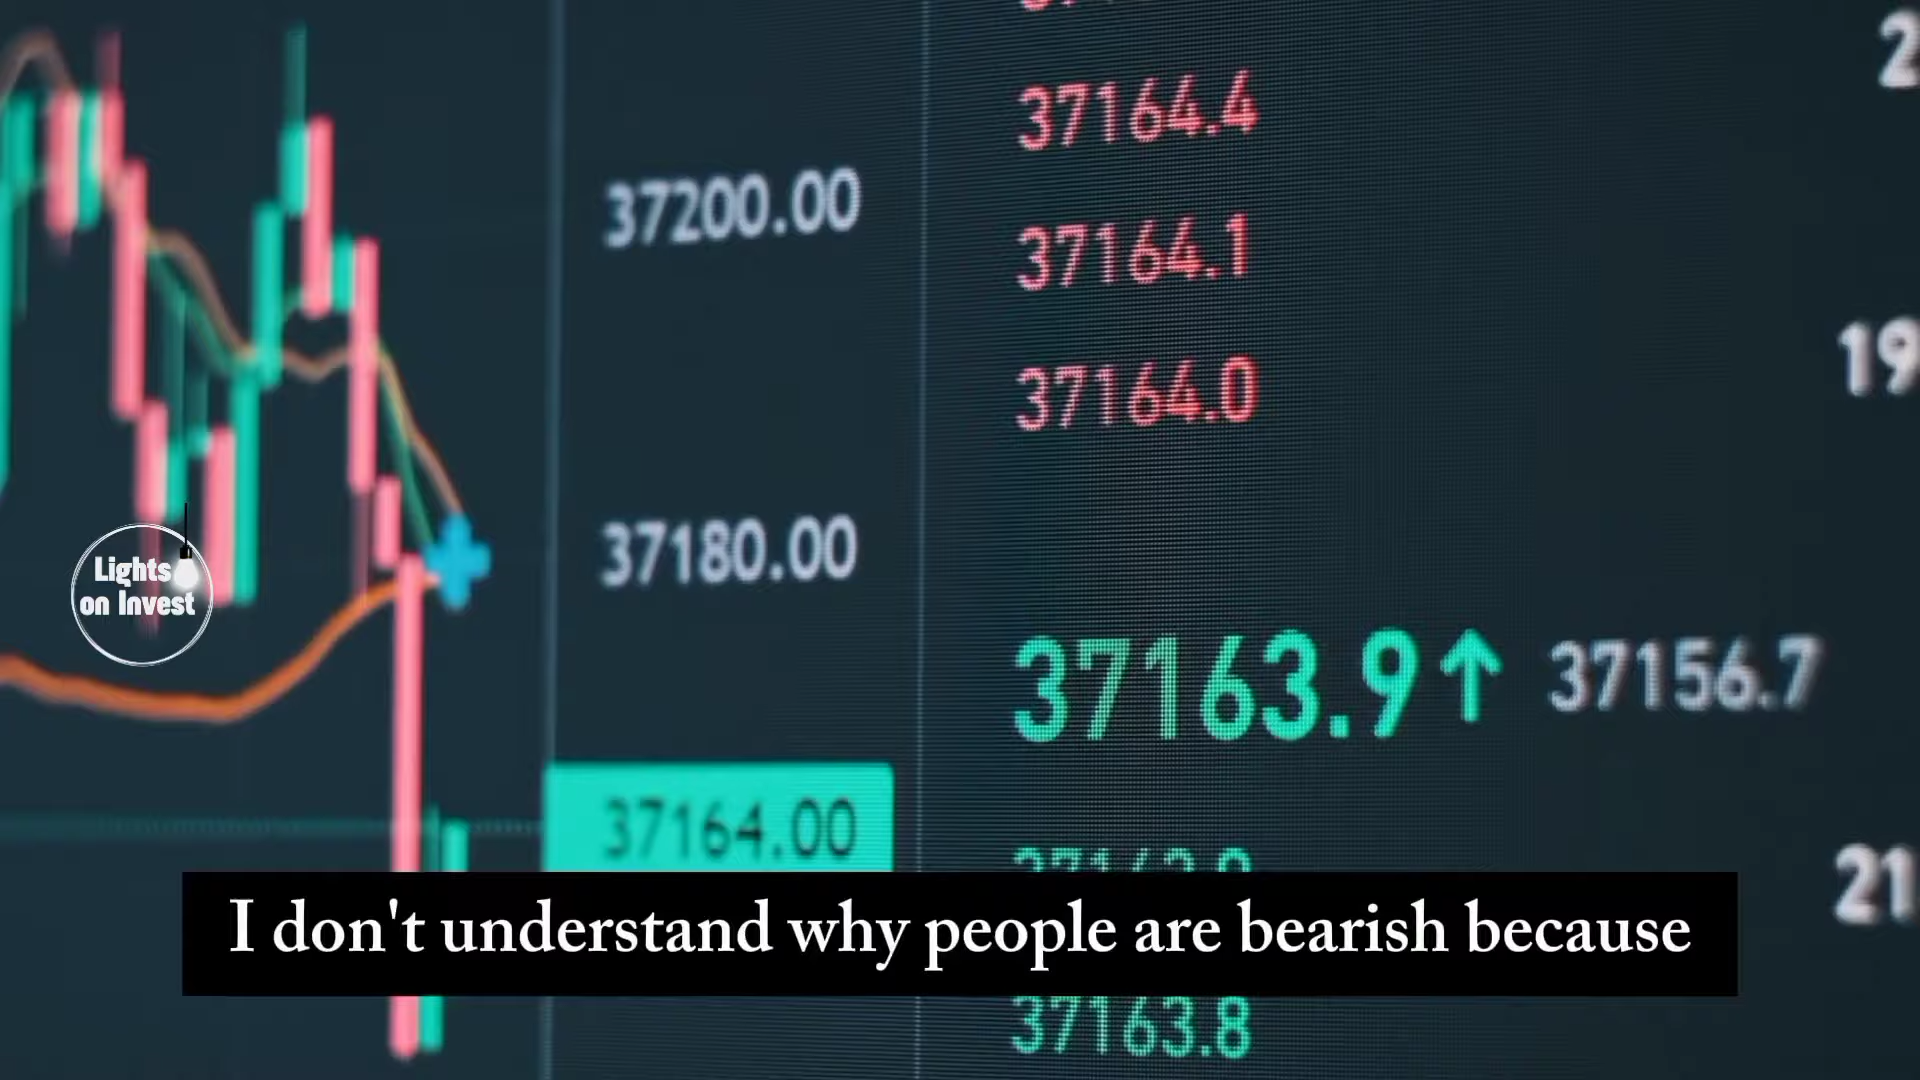 37164.4
37200.00
37164.1
37164.0
37180.00
Lights
on Invest
37163.9↑ 37156.7
37164.00
I don't understand why people are bearish because
37163.8